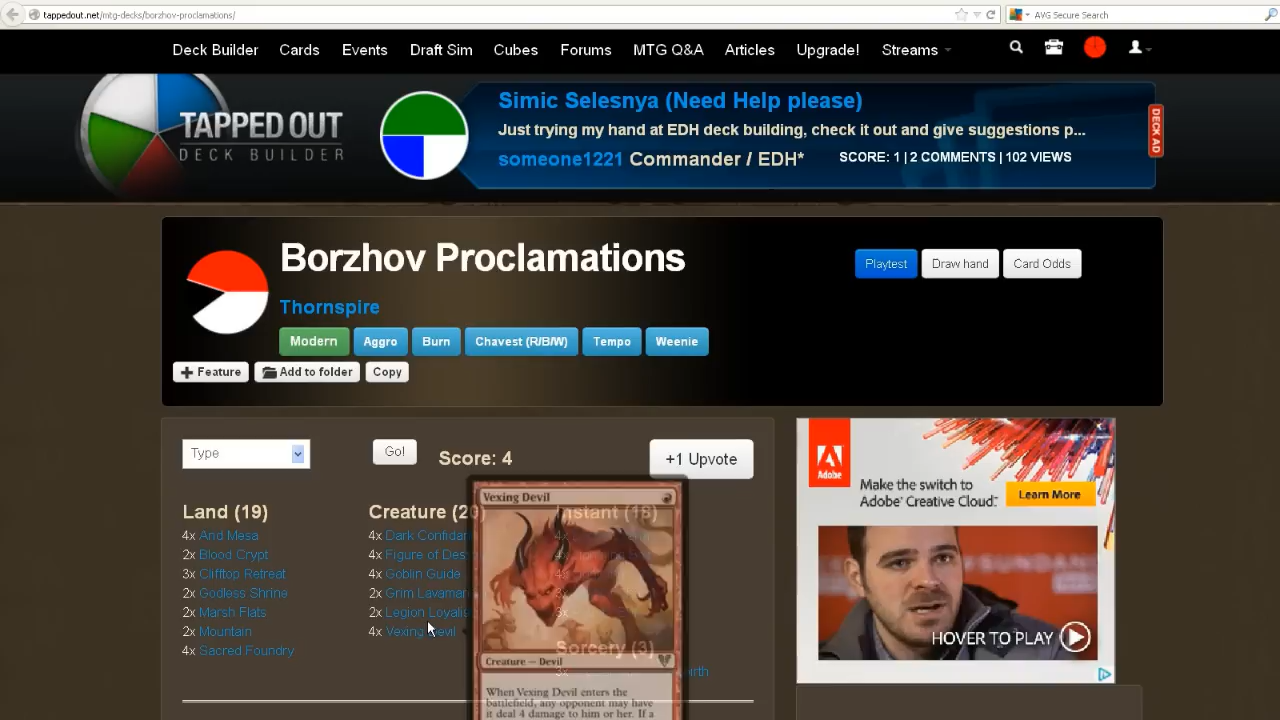 tappedout.net/mtg-decks/borzhov-proclamations/
AVG Secure Search
Deck Builder Cards Events Draft Sim Cubes Forums MTG Q&A Articles Upgrade! Streams
TAPPED OUT
DECK BUILDER
Simic Selesnya (Need Help please)
Just trying my hand at EDH deck building, check it out and give suggestions p...
someone1221 Commander / EDH*
SCORE: 1 | 2 COMMENTS | 102 VIEWS
DECK AD
Borzhov Proclamations
Thornspire
Playtest Draw hand Card Odds
Modern Aggro Burn Chavest (R/B/W) Tempo Weenie
Feature Add to folder Copy
Type
Go!
Score: 4
+1 Upvote
Land (19)
4x Arid Mesa
2x Blood Crypt
3x Clifftop Retreat
2x Godless Shrine
2x Marsh Flats
2x Mountain
4x Sacred Foundry
Creature (20)
4x Dark
4x Figure of
4x Goblin Guide
2x Grim
2x Legion
4x Vexing Devil
Vexing Devil
Instant (18)
3x
Sorcery (3)
3x
Creature — Devil
When Vexing Devil enters the
battlefield, any opponent may have
it deal 4 damage to him or her. If a
Adobe
Make the switch to
Adobe® Creative Cloud™
Learn More
HOVER TO PLAY